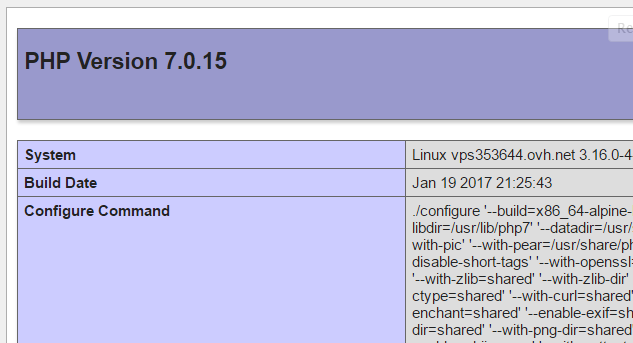 Re
PHP Version 7.0.15
System Linux vps353644.ovh.net 3.16.0-4
Build Date Jan 19 2017 21:25:43
Configure Command ./configure '--build=x86_64-alpine-
libdir=/usr/lib/php7' '--datadir=/usr/
with-pic' '--with-pear=/usr/share/ph
disable-short-tags' '--with-openssl=
'--with-zlib=shared' '--with-zlib-dir'
ctype=shared' '--with-curl=shared'
enchant=shared' '--enable-exif=sh
dir=shared' '--with-png-dir=shared